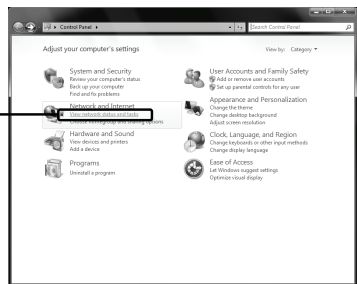 Control Panel
Search Control Panel
Adjust your computer's settings
View by: Category
System and Security
Review your computer's status
Back up your computer
Find and fix problems
Network and Internet
View network status and tasks
Choose homegroup and sharing options
Hardware and Sound
View devices and printers
Add a device
Programs
Uninstall a program
User Accounts and Family Safety
Add or remove user accounts
Set up parental controls for any user
Appearance and Personalization
Change the theme
Change desktop background
Adjust screen resolution
Clock, Language, and Region
Change keyboards or other input methods
Change display language
Ease of Access
Let Windows suggest settings
Optimize visual display